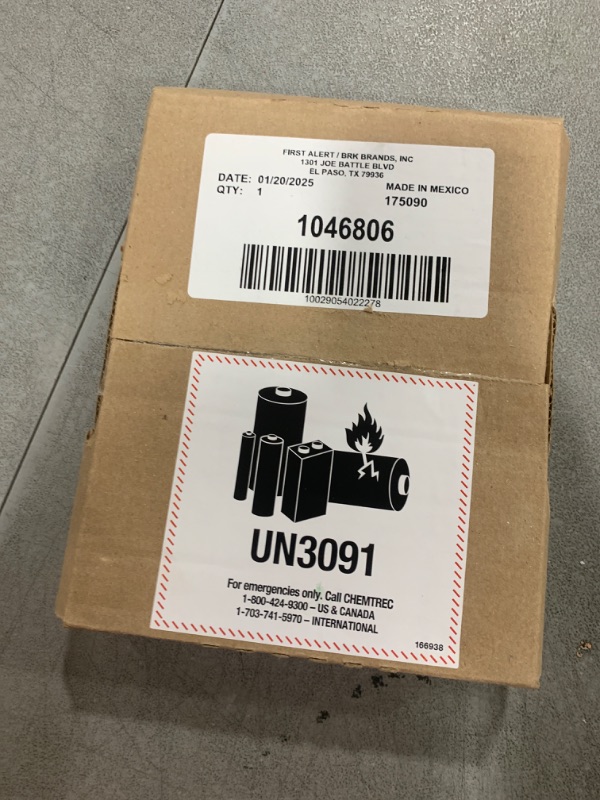 FIRST ALERT / BRK BRANDS, INC
1301 JOE BATTLE BLVD
EL PASO, TX 79936
DATE: 01/20/2025
MADE IN MEXICO
QTY: 1
175090
1046806
10029054022278
UN3091
For emergencies only. Call CHEMTREC
1-800-424-9300 – US & CANADA
1-703-741-5970 – INTERNATIONAL
166938